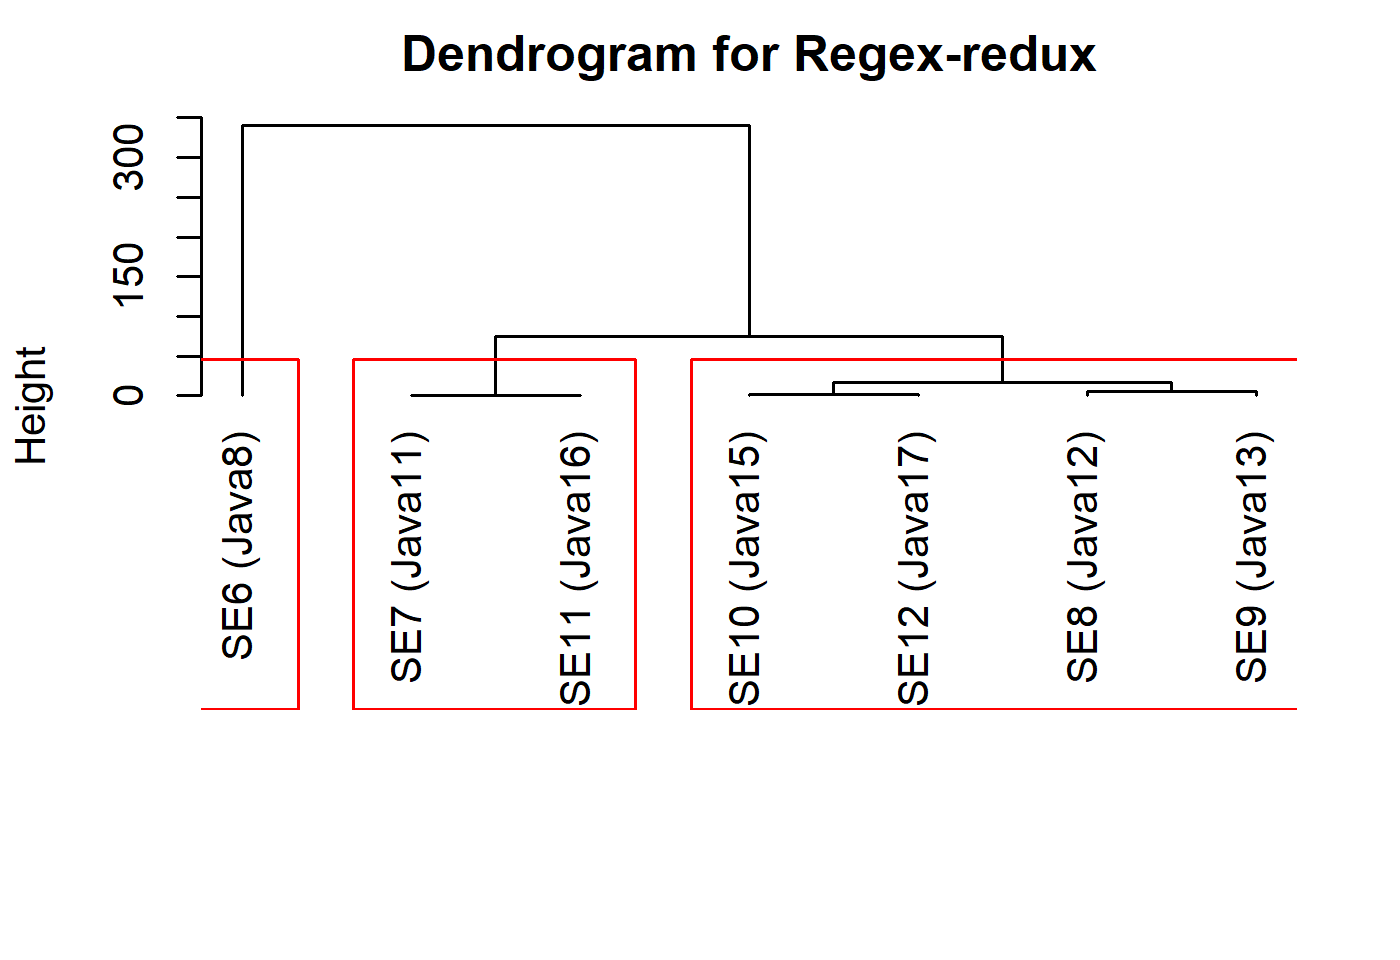 Dendrogram for Regex-redux
Height
300
150
0
SE6 (Java8)
SE7 (Java11)
SE11 (Java16)
SE10 (Java15)
SE12 (Java17)
SE8 (Java12)
SE9 (Java13)